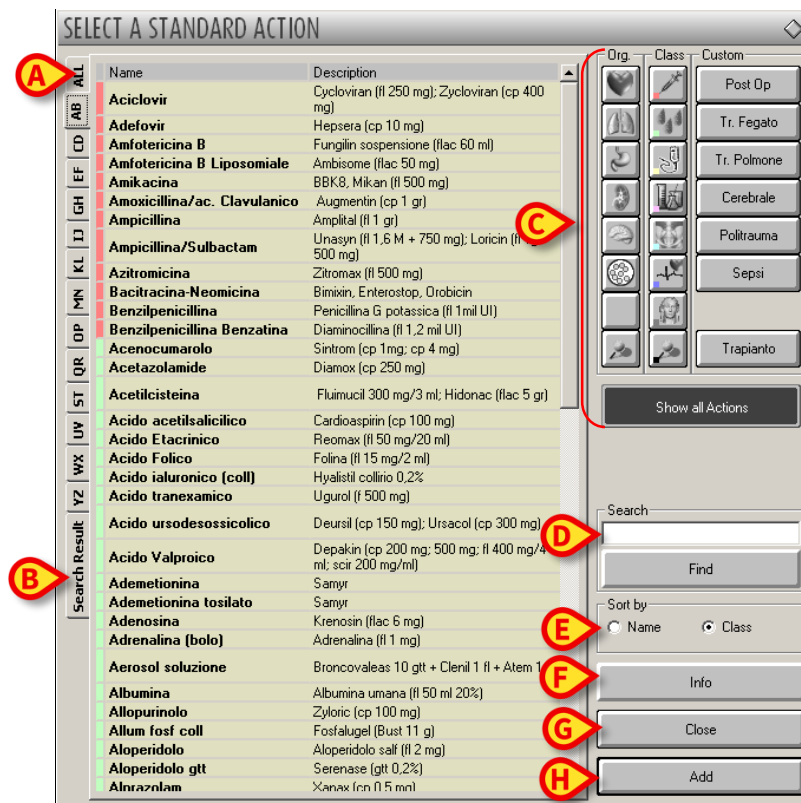 SELECT A STANDARD ACTION
A
ALL
AB
CD
EF
GH
IJ
KL
MN
OP
QR
ST
UV
WX
YZ
B
Search Result
Name Description
Aciclovir Cycloviran (fl 250 mg); Zycloviran (cp 400
mg)
Adefovir Hepsera (cp 10 mg)
Amfotericina B Fungilin sospensione (flac 60 ml)
Amfotericina B Liposomiale Ambisome (flac 50 mg)
Amikacina BBK8, Mikan (fl 500 mg)
Amoxicillina/ac. Clavulanico Augmentin (cp 1 gr)
Ampicillina Amplital (fl 1 gr)
Ampicillina/Sulbactam Unasyn (fl 1,6 M + 750 mg); Loricin (fl
500 mg)
Azitromicina Zitromax (fl 500 mg)
Bacitracina-Neomicina Bimixin, Enterostop, Orobicin
Benzilpenicillina Penicilla G potassica (fl 1mil UI)
Benzilpenicillina Benzatina Diaminocillina (fl 1,2 mil UI)
Acenocumarolo Sintrom (cp 1mg; cp 4 mg)
Acetazolamide Diamox (cp 250 mg)
Acetilcisteina Fluimucil 300 mg/3 ml; Hidonac (flac 5 gr)
Acido acetilsalicilico Cardioaspirin (cp 100 mg)
Acido Etacrinico Reomax (fl 50 mg/20 ml)
Acido Folico Folina (fl 15 mg/2 ml)
Acido ialuronico (coll) Hyalistil collirio 0,2%
Acido tranexamico Ugurol (f 500 mg)
Acido ursodesossicolico Deursil (cp 150 mg); Ursacol (cp 300 mg)
Acido Valproico Depakin (cp 200 mg; 500 mg; fl 400 mg/4
ml; scir 200 mg/ml)
Ademetionina Samyr
Ademetionina tosilato Samyr
Adenosina Krenosin (flac 6 mg)
Adrenalina (bolo) Adrenalina (fl 1 mg)
Aerosol soluzione Broncovaleas 10 gtt + Clenil 1 fl + Atem 1
Albumina Albumina umana (fl 50 ml 20%)
Allopurinolo Zyloric (cp 100 mg)
Allum fosf coll Fosfalugel (Bust 11 g)
Aloperidolo Aloperidolo salf (fl 2 mg)
Aloperidolo gtt Serenase (gtt 0,2%)
Alprazolam Xanax (cp 0,5 mg)
C
Org. Class Custom
Post Op
Tr. Fegato
Tr. Polmone
Cerebrale
Politrauma
Sepsi
Trapianto
Show all Actions
D
Search
Find
E
Sort by
Name Class
F
Info
G
Close
H
Add